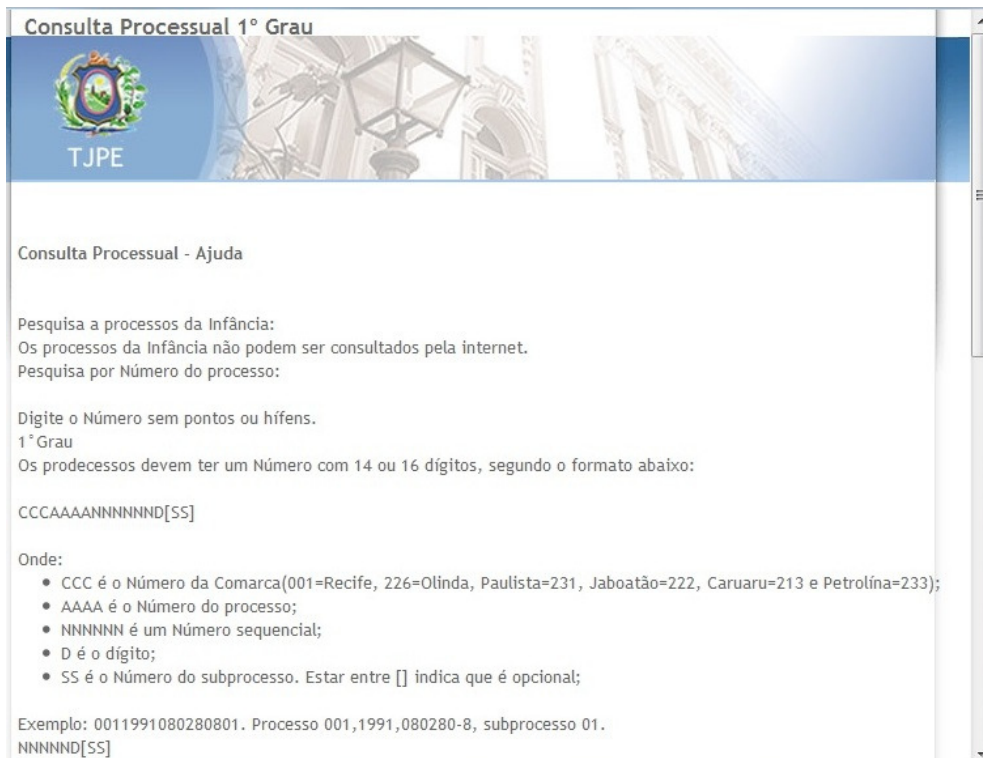 Consulta Processual 1° Grau
TJPE
Consulta Processual - Ajuda
Pesquisa a processos da Infância:
Os processos da Infância não podem ser consultados pela internet.
Pesquisa por Número do processo:
Digite o Número sem pontos ou hífens.
1°Grau
Os prodecessos devem ter um Número com 14 ou 16 dígitos, segundo o formato abaixo:
CCCAAAANNNNNND[SS]
Onde:
• CCC é o Número da Comarca(001=Recife, 226=Olinda, Paulista=231, Jaboatão=222, Caruaru=213 e Petrolína=233);
• AAAA é o Número do processo;
• NNNNNN é um Número sequencial;
• D é o dígito;
• SS é o Número do subprocesso. Estar entre [] indica que é opcional;
Exemplo: 0011991080280801. Processo 001,1991,080280-8, subprocesso 01.
NNNNND[SS]